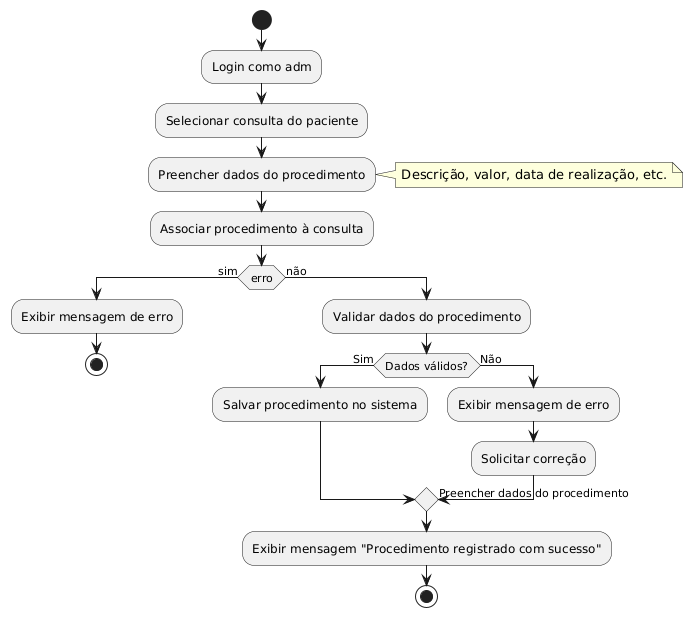 Login como adm
Selecionar consulta do paciente
Preencher dados do procedimento
Descrição, valor, data de realização, etc.
Associar procedimento à consulta
sim
erro
não
Exibir mensagem de erro
Validar dados do procedimento
Sim
Dados válidos?
Não
Salvar procedimento no sistema
Exibir mensagem de erro
Solicitar correção
Preencher dados do procedimento
Exibir mensagem "Procedimento registrado com sucesso"